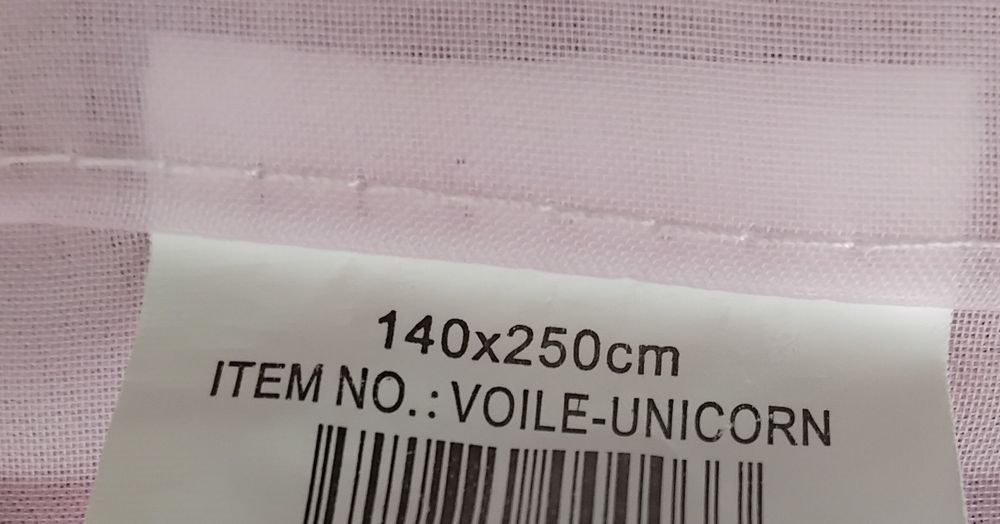 140x250cm
ITEM NO.: VOILE-UNICORN